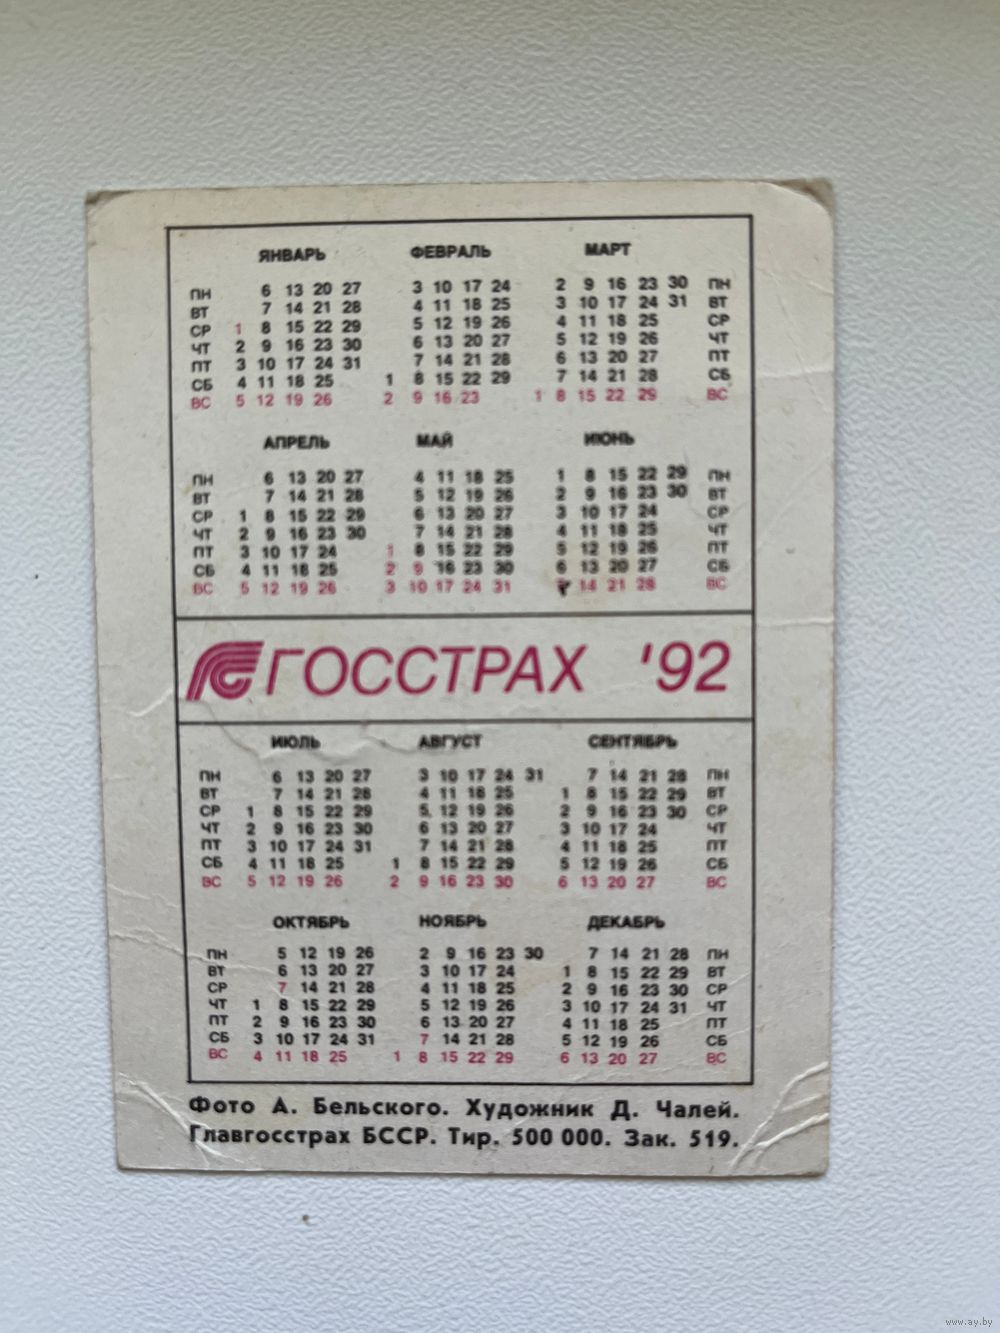 ЯНВАРЬ ФЕВРАЛЬ МАРТ
ПН 6 13 20 27 3 10 17 24 2 9 16 23 30 ПН
ВТ 7 14 21 28 4 11 18 25 3 10 17 24 31 ВТ
СР 1 8 15 22 29 5 12 19 26 4 11 18 25 СР
ЧТ 2 9 16 23 30 6 13 20 27 5 12 19 26 ЧТ
ПТ 3 10 17 24 31 7 14 21 28 6 13 20 27 ПТ
СБ 4 11 18 25 1 8 15 22 29 7 14 21 28 СБ
ВС 5 12 19 26 2 9 16 23 1 8 15 22 29 ВС
АПРЕЛЬ МАЙ ИЮНЬ
ПН 6 13 20 27 4 11 18 25 1 8 15 22 29 ПН
ВТ 7 14 21 28 5 12 19 26 2 9 16 23 30 ВТ
СР 1 8 15 22 29 6 13 20 27 3 10 17 24 СР
ЧТ 2 9 16 23 30 7 14 21 28 4 11 18 25 ЧТ
ПТ 3 10 17 24 1 8 15 22 29 5 12 19 26 ПТ
СБ 4 11 18 25 2 9 16 23 30 6 13 20 27 СБ
ВС 5 12 19 26 3 10 17 24 31 14 21 28 ВС
ГОССТРАХ '92
ИЮЛЬ АВГУСТ СЕНТЯБРЬ
ПН 6 13 20 27 3 10 17 24 31 7 14 21 28 ПН
ВТ 7 14 21 28 4 11 18 25 1 8 15 22 29 ВТ
СР 1 8 15 22 29 5 12 19 26 2 9 16 23 30 СР
ЧТ 2 9 16 23 30 6 13 20 27 3 10 17 24 ЧТ
ПТ 3 10 17 24 31 7 14 21 28 4 11 18 25 ПТ
СБ 4 11 18 25 1 8 15 22 29 5 12 19 26 СБ
ВС 5 12 19 26 2 9 16 23 30 6 13 20 27 ВС
ОКТЯБРЬ НОЯБРЬ ДЕКАБРЬ
ПН 5 12 19 26 2 9 16 23 30 7 14 21 28 ПН
ВТ 6 13 20 27 3 10 17 24 1 8 15 22 29 ВТ
СР 7 14 21 28 4 11 18 25 2 9 16 23 30 СР
ЧТ 1 8 15 22 29 5 12 19 26 3 10 17 24 31 ЧТ
ПТ 2 9 16 23 30 6 13 20 27 4 11 18 25 ПТ
СБ 3 10 17 24 31 7 14 21 28 5 12 19 26 СБ
ВС 4 11 18 25 1 8 15 22 29 6 13 20 27 ВС
Фото А. Бельского. Художник Д. Чалей.
Главгосстрах БССР. Тир. 500 000. Зак. 519.
www.ay.by